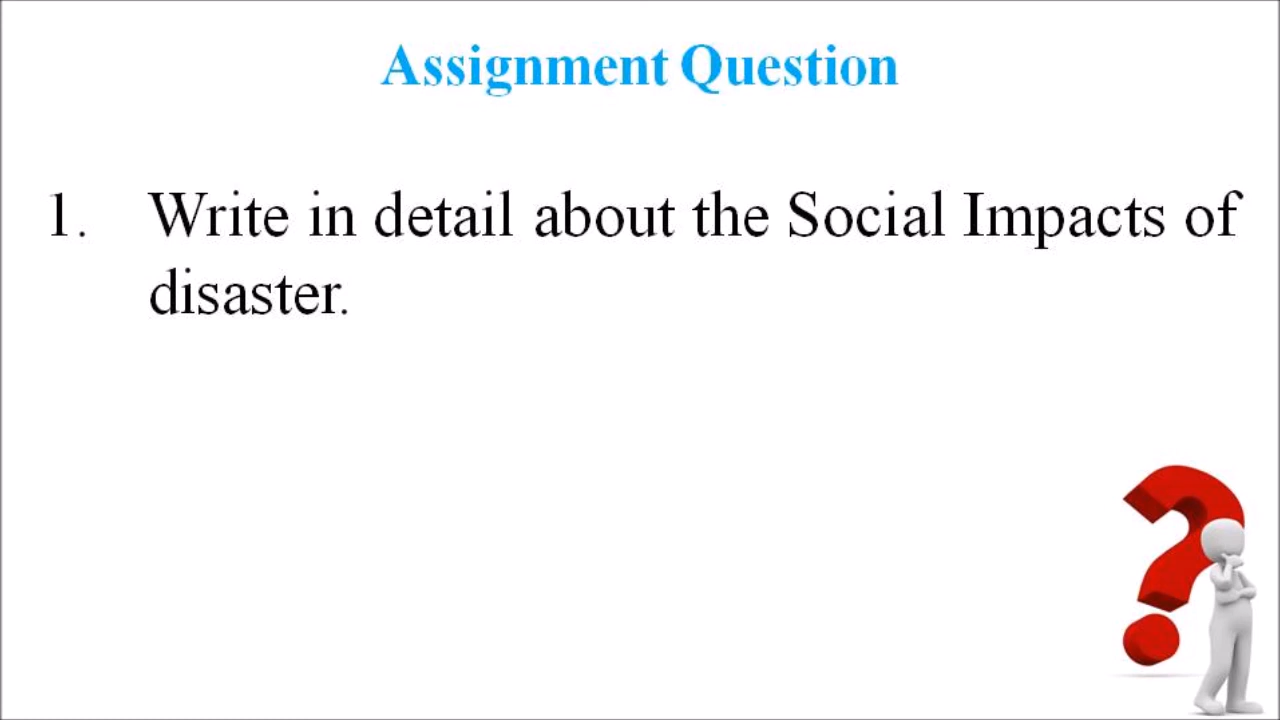 Assignment Question
1. Write in detail about the Social Impacts of
disaster.